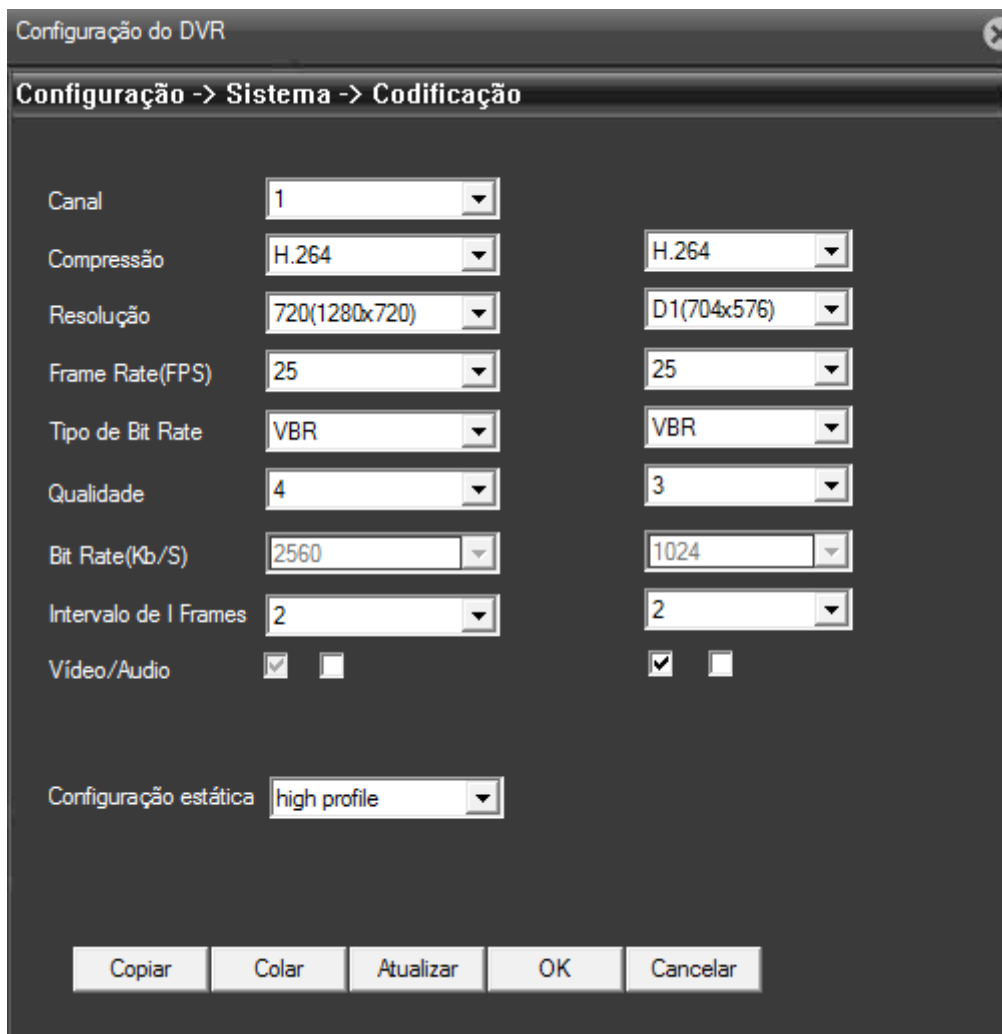 Configuração do DVR
Configuração -> Sistema -> Codificação
Canal 1
Compressão H.264 H.264
Resolução 720(1280x720) D1(704x576)
Frame Rate(FPS) 25 25
Tipo de Bit Rate VBR VBR
Qualidade 4 3
Bit Rate(Kb/S) 2560 1024
Intervalo de I Frames 2 2
Vídeo/Audio
Configuração estática high profile
Copiar Colar Atualizar OK Cancelar